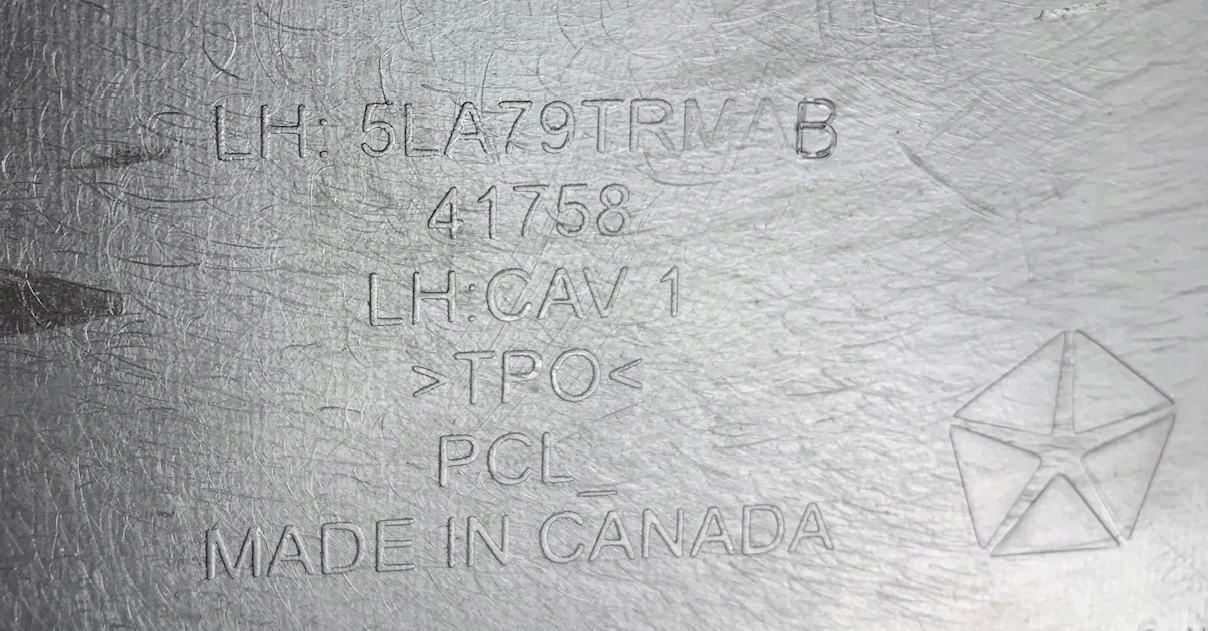 LH: 5LA79TRMAB
41758
LH:CAV 1
>TPO<
PCL_
MADE IN CANADA